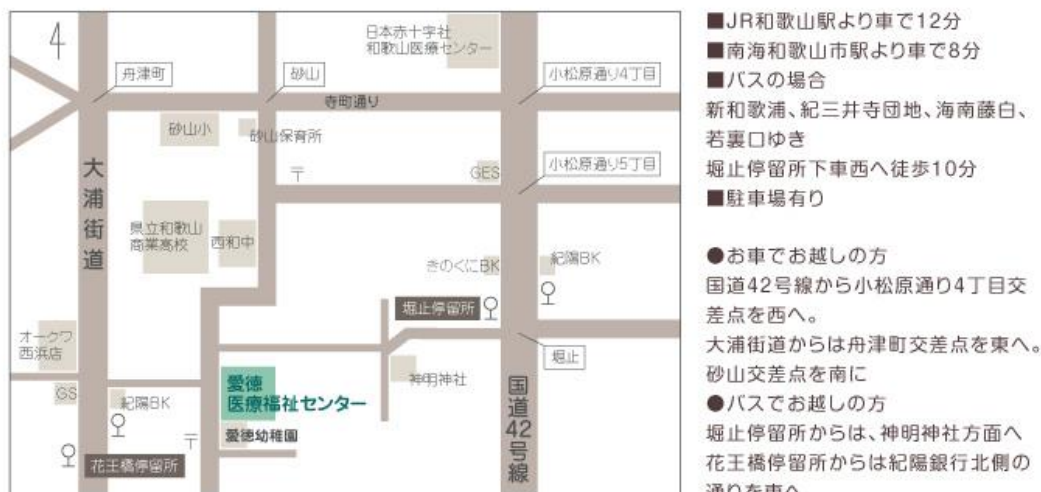 日本赤十字社
和歌山医療センター
舟津町
砂山
小松原通り4丁目
寺町通り
砂山小
砂山保育所
小松原通り5丁目
〒
GES
大浦街道
県立和歌山
商業高校
西和中
きのくにBK
紀陽BK
堀止停留所
オークワ
西浜店
堀止
神明神社
愛徳
医療福祉センター
GS
紀陽BK
国道42号線
愛徳幼稚園
〒
花王橋停留所
■JR和歌山駅より車で12分
■南海和歌山市駅より車で8分
■バスの場合
新和歌浦、紀三井寺団地、海南藤白、
若裏口ゆき
堀止停留所下車西へ徒歩10分
■駐車場有り
●お車でお越しの方
国道42号線から小松原通り4丁目交
差点を西へ。
大浦街道からは舟津町交差点を東へ。
砂山交差点を南に
●バスでお越しの方
堀止停留所からは、神明神社方面へ
花王橋停留所からは紀陽銀行北側の
通りを東へ